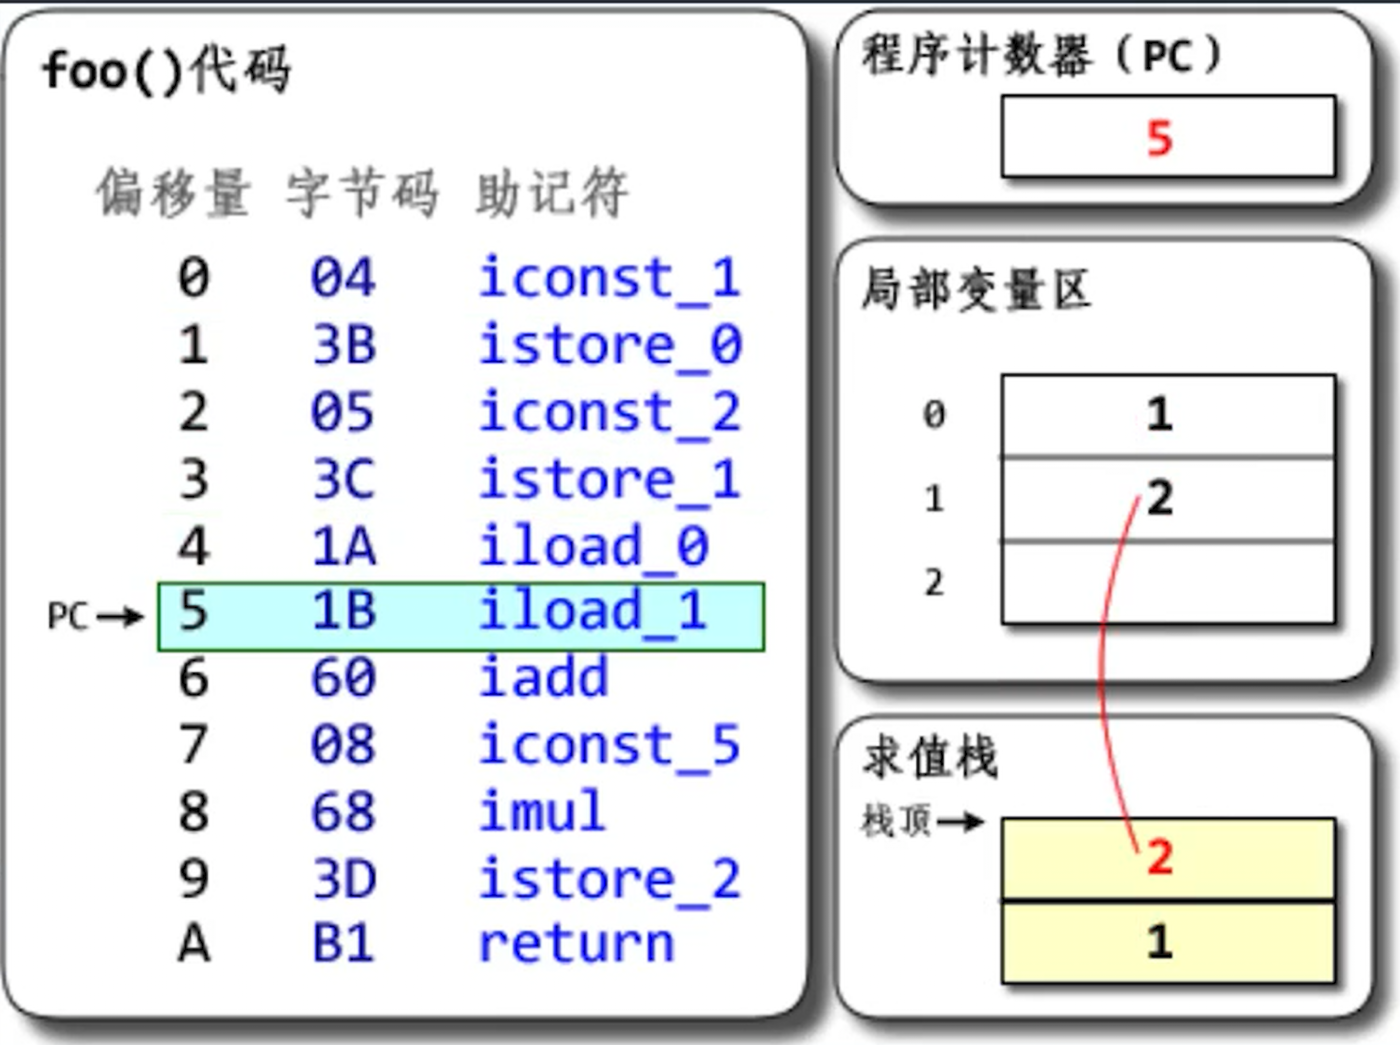 foo()代码
偏移量 字节码 助记符
0 04 iconst_1
1 3B istore_0
2 05 iconst_2
3 3C istore_1
4 1A iload_0
PC→ 5 1B iload_1
6 60 iadd
7 08 iconst_5
8 68 imul
9 3D istore_2
A B1 return
程序计数器（PC）
5
局部变量区
0 1
1 2
2
求值栈
栈顶→
2
1